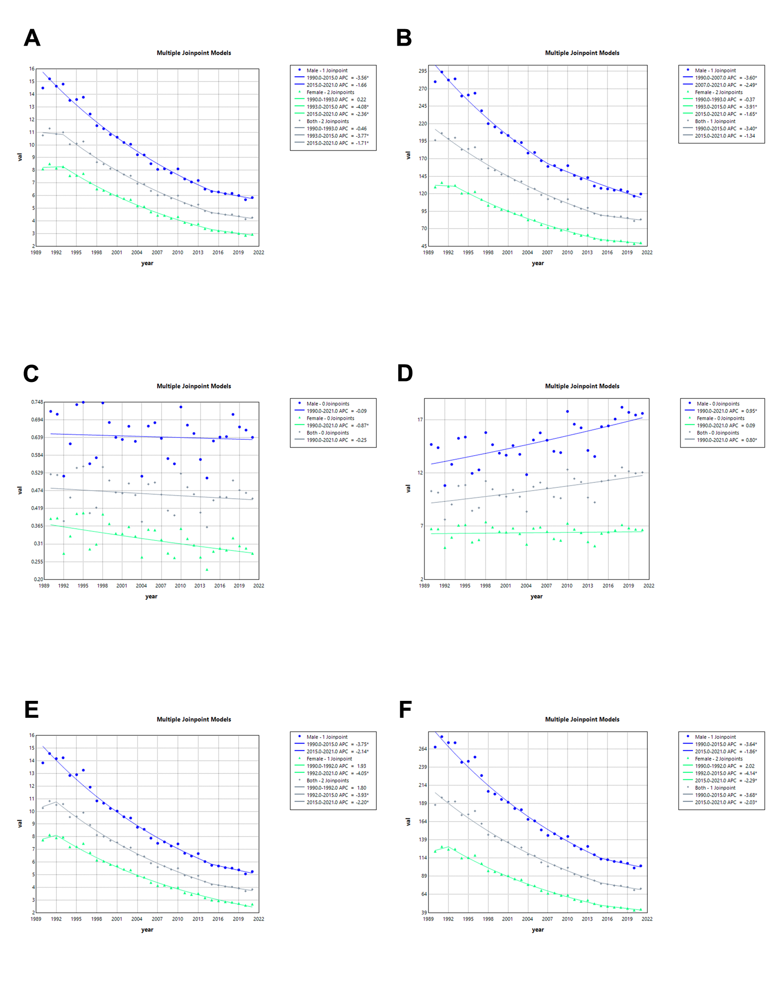 A
Multiple Joinpoint Models
16
15
14
13
12
11
10
9
8
7
6
5
4
3
2
val
1989 1992 1995 1998 2001 2004 2007 2010 2013 2016 2019 2022
year
Male - 1 Joinpoint
1990.0-2015.0 APC = -3.56*
2015.0-2021.0 APC = -1.66
Female - 2 Joinpoints
1990.0-1993.0 APC = 0.22
1993.0-2015.0 APC = -4.08*
2015.0-2021.0 APC = -2.36*
Both - 2 Joinpoints
1990.0-1993.0 APC = -0.46
1993.0-2015.0 APC = -3.77*
2015.0-2021.0 APC = -1.71*
B
Multiple Joinpoint Models
295
270
245
220
195
170
145
120
95
70
45
val
1989 1992 1995 1998 2001 2004 2007 2010 2013 2016 2019 2022
year
Male - 1 Joinpoint
1990.0-2007.0 APC = -3.60*
2007.0-2021.0 APC = -2.49*
Female - 2 Joinpoints
1990.0-1993.0 APC = -0.37
1993.0-2015.0 APC = -3.91*
2015.0-2021.0 APC = -1.65*
Both - 1 Joinpoint
1990.0-2015.0 APC = -3.40*
2015.0-2021.0 APC = -1.34
C
Multiple Joinpoint Models
0.748
0.694
0.639
0.584
0.529
0.474
0.419
0.365
0.31
0.255
0.20
val
1989 1992 1995 1998 2001 2004 2007 2010 2013 2016 2019 2022
year
Male - 0 Joinpoints
1990.0-2021.0 APC = -0.09
Female - 0 Joinpoints
1990.0-2021.0 APC = -0.87*
Both - 0 Joinpoints
1990.0-2021.0 APC = -0.25
D
Multiple Joinpoint Models
17
12
7
2
val
1989 1992 1995 1998 2001 2004 2007 2010 2013 2016 2019 2022
year
Male - 0 Joinpoints
1990.0-2021.0 APC = 0.95*
Female - 0 Joinpoints
1990.0-2021.0 APC = 0.09
Both - 0 Joinpoints
1990.0-2021.0 APC = 0.80*
E
Multiple Joinpoint Models
16
15
14
13
12
11
10
9
8
7
6
5
4
3
2
val
1989 1992 1995 1998 2001 2004 2007 2010 2013 2016 2019 2022
year
Male - 1 Joinpoint
1990.0-2015.0 APC = -3.75*
2015.0-2021.0 APC = -2.14*
Female - 1 Joinpoint
1990.0-1992.0 APC = 1.93
1992.0-2021.0 APC = -4.05*
Both - 2 Joinpoints
1990.0-1992.0 APC = 1.80
1992.0-2015.0 APC = -3.93*
2015.0-2021.0 APC = -2.20*
F
Multiple Joinpoint Models
264
239
214
189
164
139
114
89
64
39
val
1989 1992 1995 1998 2001 2004 2007 2010 2013 2016 2019 2022
year
Male - 1 Joinpoint
1990.0-2015.0 APC = -3.64*
2015.0-2021.0 APC = -1.86*
Female - 2 Joinpoints
1990.0-1992.0 APC = 2.02
1992.0-2015.0 APC = -4.14*
2015.0-2021.0 APC = -2.29*
Both - 1 Joinpoint
1990.0-2015.0 APC = -3.68*
2015.0-2021.0 APC = -2.03*